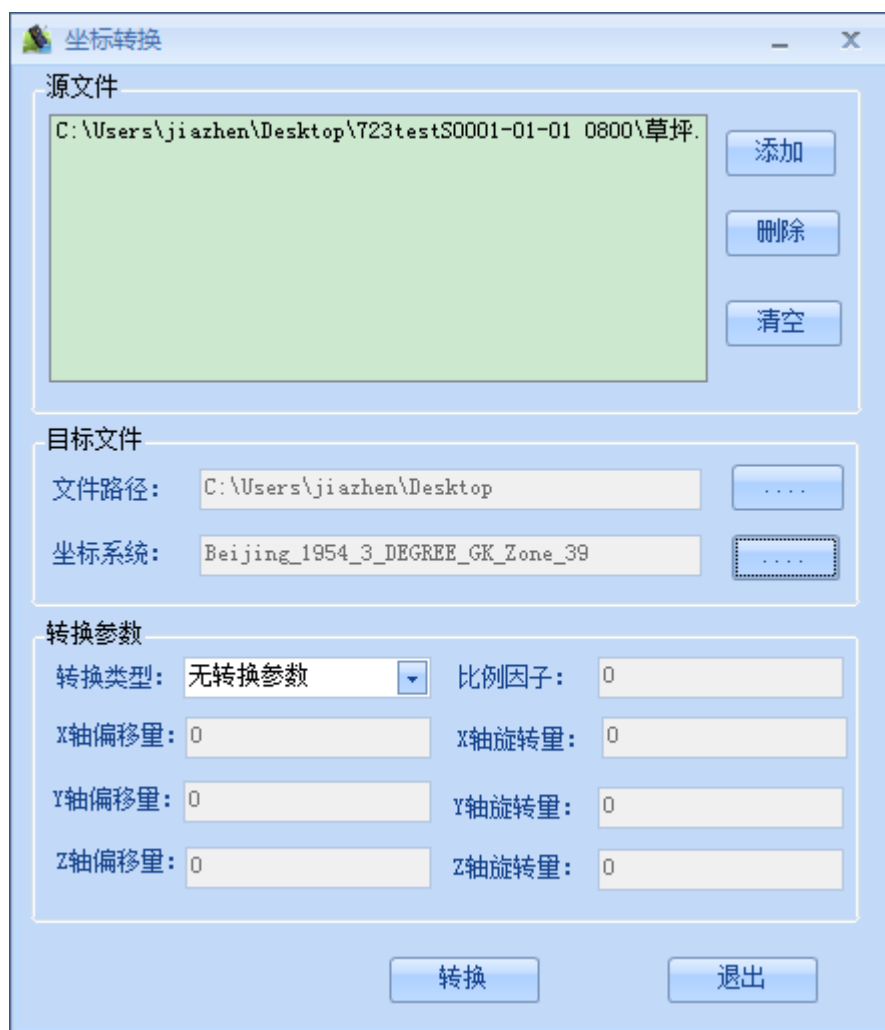 坐标转换
源文件
C:\Users\jiazhen\Desktop\723testS0001-01-01 0800\草坪.
添加
删除
清空
目标文件
文件路径: C:\Users\jiazhen\Desktop ....
坐标系统: Beijing_1954_3_DEGREE_GK_Zone_39 ....
转换参数
转换类型: 无转换参数 比例因子: 0
X轴偏移量: 0 X轴旋转量: 0
Y轴偏移量: 0 Y轴旋转量: 0
Z轴偏移量: 0 Z轴旋转量: 0
转换 退出